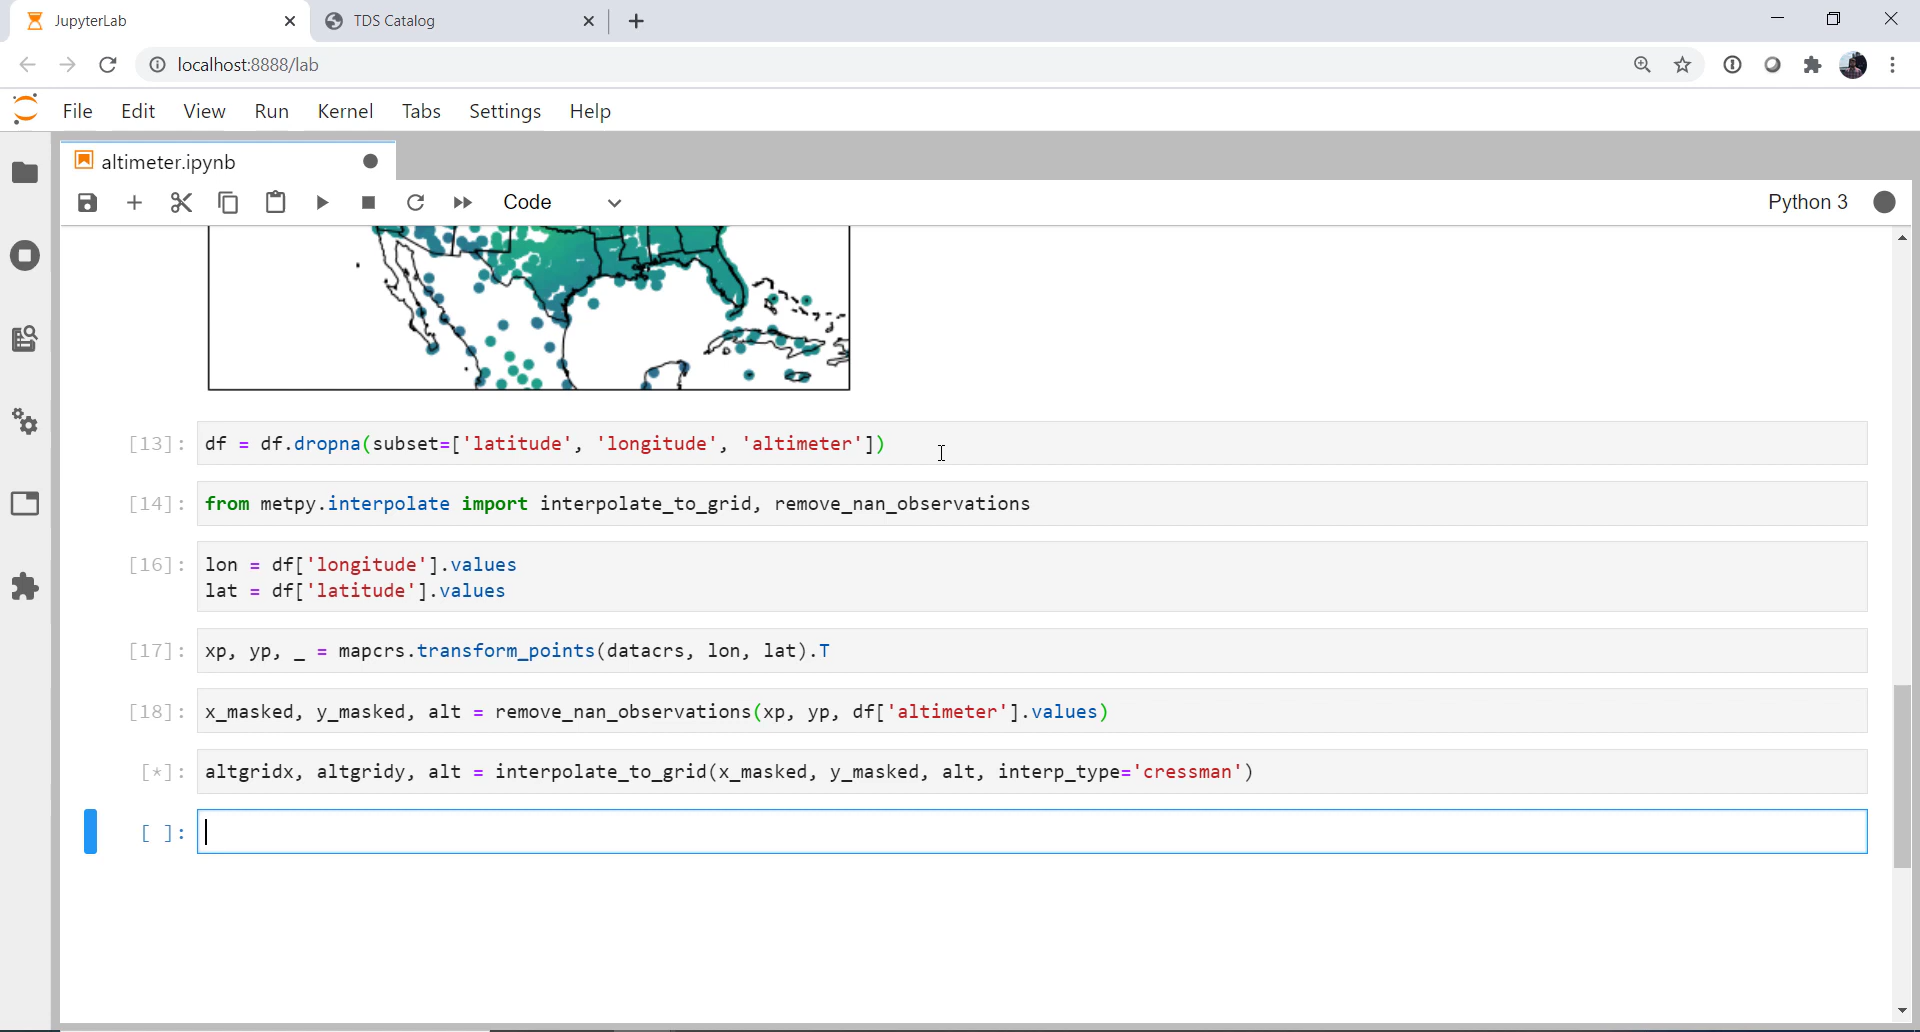 JupyterLab
TDS Catalog
localhost:8888/lab
File Edit View Run Kernel Tabs Settings Help
altimeter.ipynb
Code
Python 3
[13]: df = df.dropna(subset=['latitude', 'longitude', 'altimeter'])
[14]: from metpy.interpolate import interpolate_to_grid, remove_nan_observations
[16]: lon = df['longitude'].values
lat = df['latitude'].values
[17]: xp, yp, _ = mapcrs.transform_points(datacrs, lon, lat).T
[18]: x_masked, y_masked, alt = remove_nan_observations(xp, yp, df['altimeter'].values)
[*]: altgridx, altgridy, alt = interpolate_to_grid(x_masked, y_masked, alt, interp_type='cressman')
[ ]: